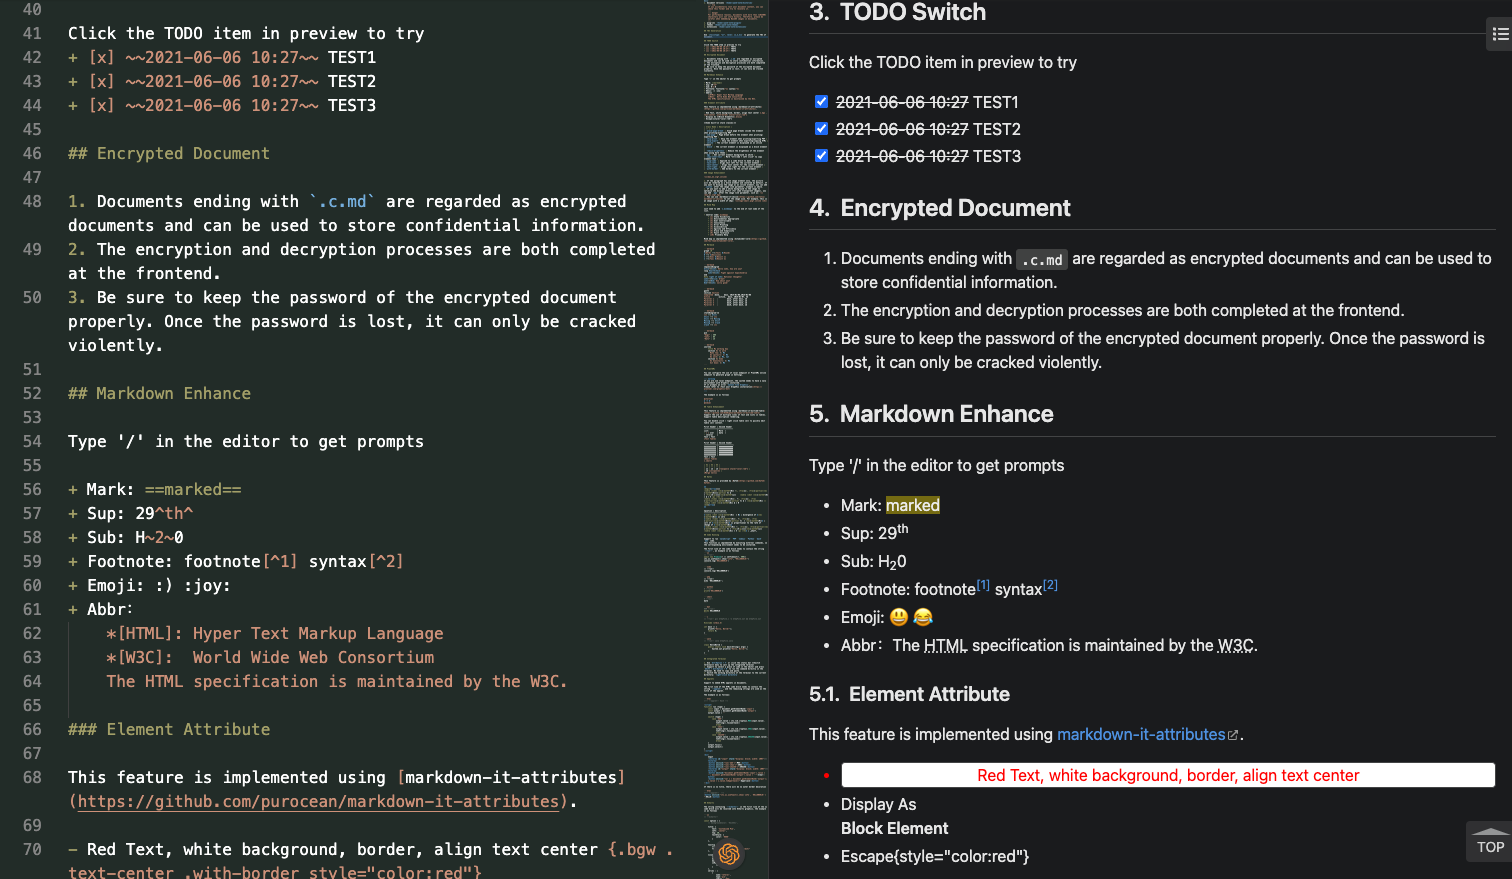 40
41 Click the TODO item in preview to try
42 + [x] ~~2021-06-06 10:27~~ TEST1
43 + [x] ~~2021-06-06 10:27~~ TEST2
44 + [x] ~~2021-06-06 10:27~~ TEST3
45
46 ## Encrypted Document
47
48 1. Documents ending with `.c.md` are regarded as encrypted
documents and can be used to store confidential information.
49 2. The encryption and decryption processes are both completed
at the frontend.
50 3. Be sure to keep the password of the encrypted document
properly. Once the password is lost, it can only be cracked
violently.
51
52 ## Markdown Enhance
53
54 Type '/' in the editor to get prompts
55
56 + Mark: ==marked==
57 + Sup: 29^th^
58 + Sub: H~2~0
59 + Footnote: footnote[^1] syntax[^2]
60 + Emoji: :) :joy:
61 + Abbr：
62 *[HTML]: Hyper Text Markup Language
63 *[W3C]:  World Wide Web Consortium
64 The HTML specification is maintained by the W3C.
65
66 ### Element Attribute
67
68 This feature is implemented using [markdown-it-attributes]
(https://github.com/purocean/markdown-it-attributes).
69
70 - Red Text, white background, border, align text center {.bgw .
text-center .with-border style="color:red"}
3. TODO Switch
Click the TODO item in preview to try
2021-06-06 10:27 TEST1
2021-06-06 10:27 TEST2
2021-06-06 10:27 TEST3
4. Encrypted Document
1. Documents ending with .c.md are regarded as encrypted documents and can be used to
store confidential information.
2. The encryption and decryption processes are both completed at the frontend.
3. Be sure to keep the password of the encrypted document properly. Once the password is
lost, it can only be cracked violently.
5. Markdown Enhance
Type '/' in the editor to get prompts
• Mark: marked
• Sup: 29th
• Sub: H20
• Footnote: footnote[1] syntax[2]
• Emoji: 😃 😂
• Abbr： The HTML specification is maintained by the W3C.
5.1. Element Attribute
This feature is implemented using markdown-it-attributes.
• Red Text, white background, border, align text center
• Display As
Block Element
• Escape{style="color:red"}
TOP